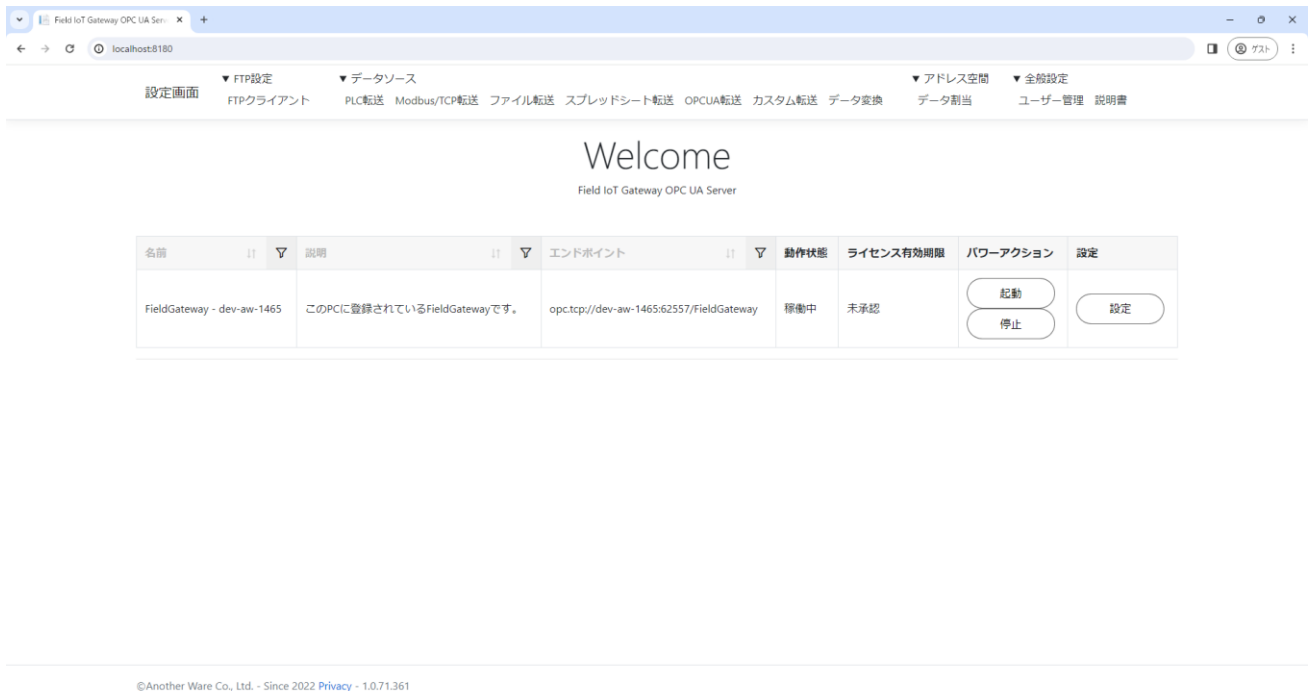 Field IoT Gateway OPC UA Serv
localhost:8180
ゲスト
設定画面
▼ FTP設定
▼ データソース
▼ アドレス空間
▼ 全般設定
FTPクライアント
PLC転送 Modbus/TCP転送 ファイル転送 スプレッドシート転送 OPCUA転送 カスタム転送 データ変換
データ割当
ユーザー管理 説明書
Welcome
Field IoT Gateway OPC UA Server
名前 説明 エンドポイント 動作状態 ライセンス有効期限 パワーアクション 設定
FieldGateway - dev-aw-1465 このPCに登録されているFieldGatewayです。 opc.tcp://dev-aw-1465:62557/FieldGateway 稼働中 未承認
起動
停止
設定
©Another Ware Co., Ltd. - Since 2022 Privacy - 1.0.71.361